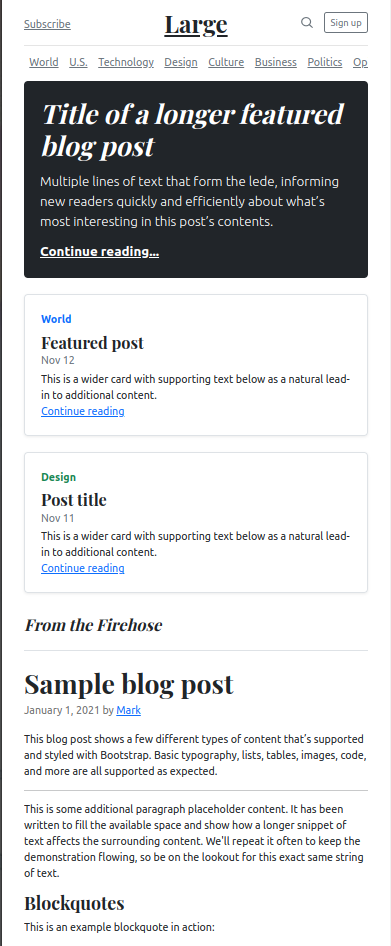 Subscribe Large Sign up
World U.S. Technology Design Culture Business Politics Op
Title of a longer featured
blog post
Multiple lines of text that form the lede, informing
new readers quickly and efficiently about what's
most interesting in this post's contents.
Continue reading...
World
Featured post
Nov 12
This is a wider card with supporting text below as a natural lead-
in to additional content.
Continue reading
Design
Post title
Nov 11
This is a wider card with supporting text below as a natural lead-
in to additional content.
Continue reading
From the Firehose
Sample blog post
January 1, 2021 by Mark
This blog post shows a few different types of content that's supported
and styled with Bootstrap. Basic typography, lists, tables, images, code,
and more are all supported as expected.
This is some additional paragraph placeholder content. It has been
written to fill the available space and show how a longer snippet of
text affects the surrounding content. We'll repeat it often to keep the
demonstration flowing, so be on the lookout for this exact same string
of text.
Blockquotes
This is an example blockquote in action: